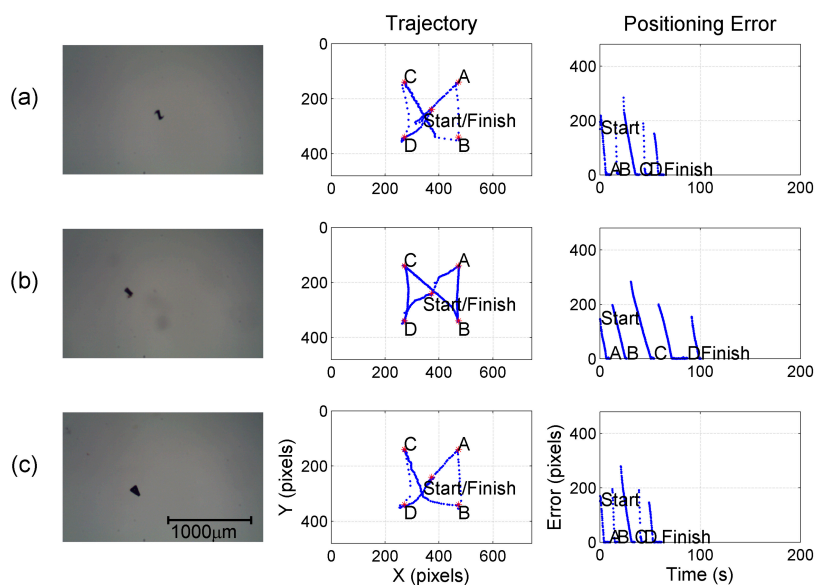 Trajectory
Positioning Error
(a)
0
200
400
0 200 400 600
C
A
Start/Finish
D
B
400
200
0
0 100 200
Start
A B C D Finish
(b)
0
200
400
0 200 400 600
C
A
Start/Finish
D
B
400
200
0
0 100 200
Start
A B C D Finish
(c)
1000μm
Y (pixels)
0
200
400
0 200 400 600
X (pixels)
C
A
Start/Finish
D
B
Error (pixels)
400
200
0
0 100 200
Time (s)
Start
A B C D Finish